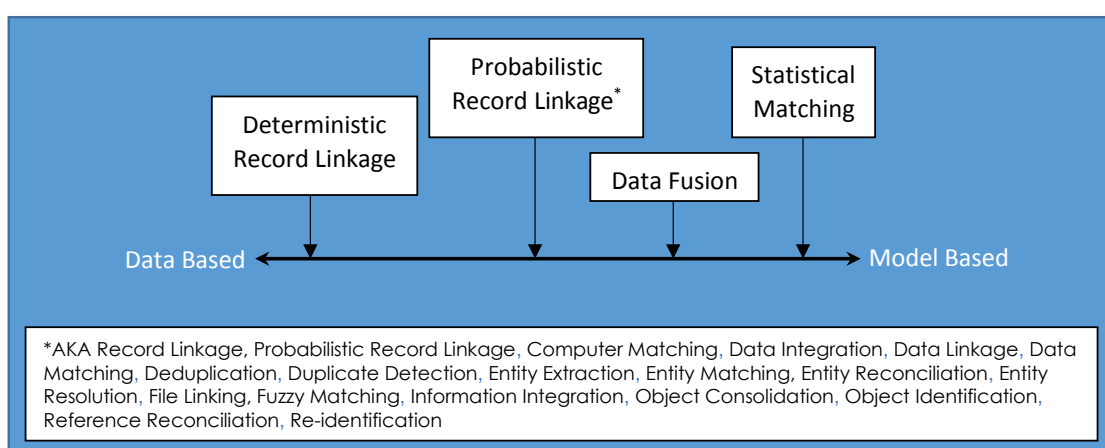 Probabilistic
Record Linkage*
Statistical
Matching
Deterministic
Record Linkage
Data Fusion
Data Based
Model Based
*AKA Record Linkage, Probabilistic Record Linkage, Computer Matching, Data Integration, Data Linkage, Data
Matching, Deduplication, Duplicate Detection, Entity Extraction, Entity Matching, Entity Reconciliation, Entity
Resolution, File Linking, Fuzzy Matching, Information Integration, Object Consolidation, Object Identification,
Reference Reconciliation, Re-identification